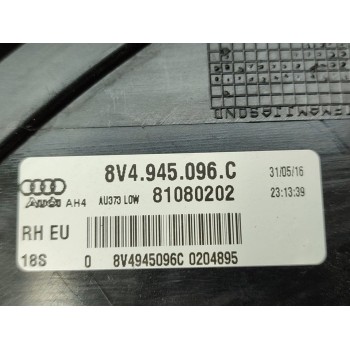 8V4.945.096.C 31/05/16
Audi AH4 AU373 LOW 81080202 23:13:39
RH EU
18S 0 8V4945096C 0204895